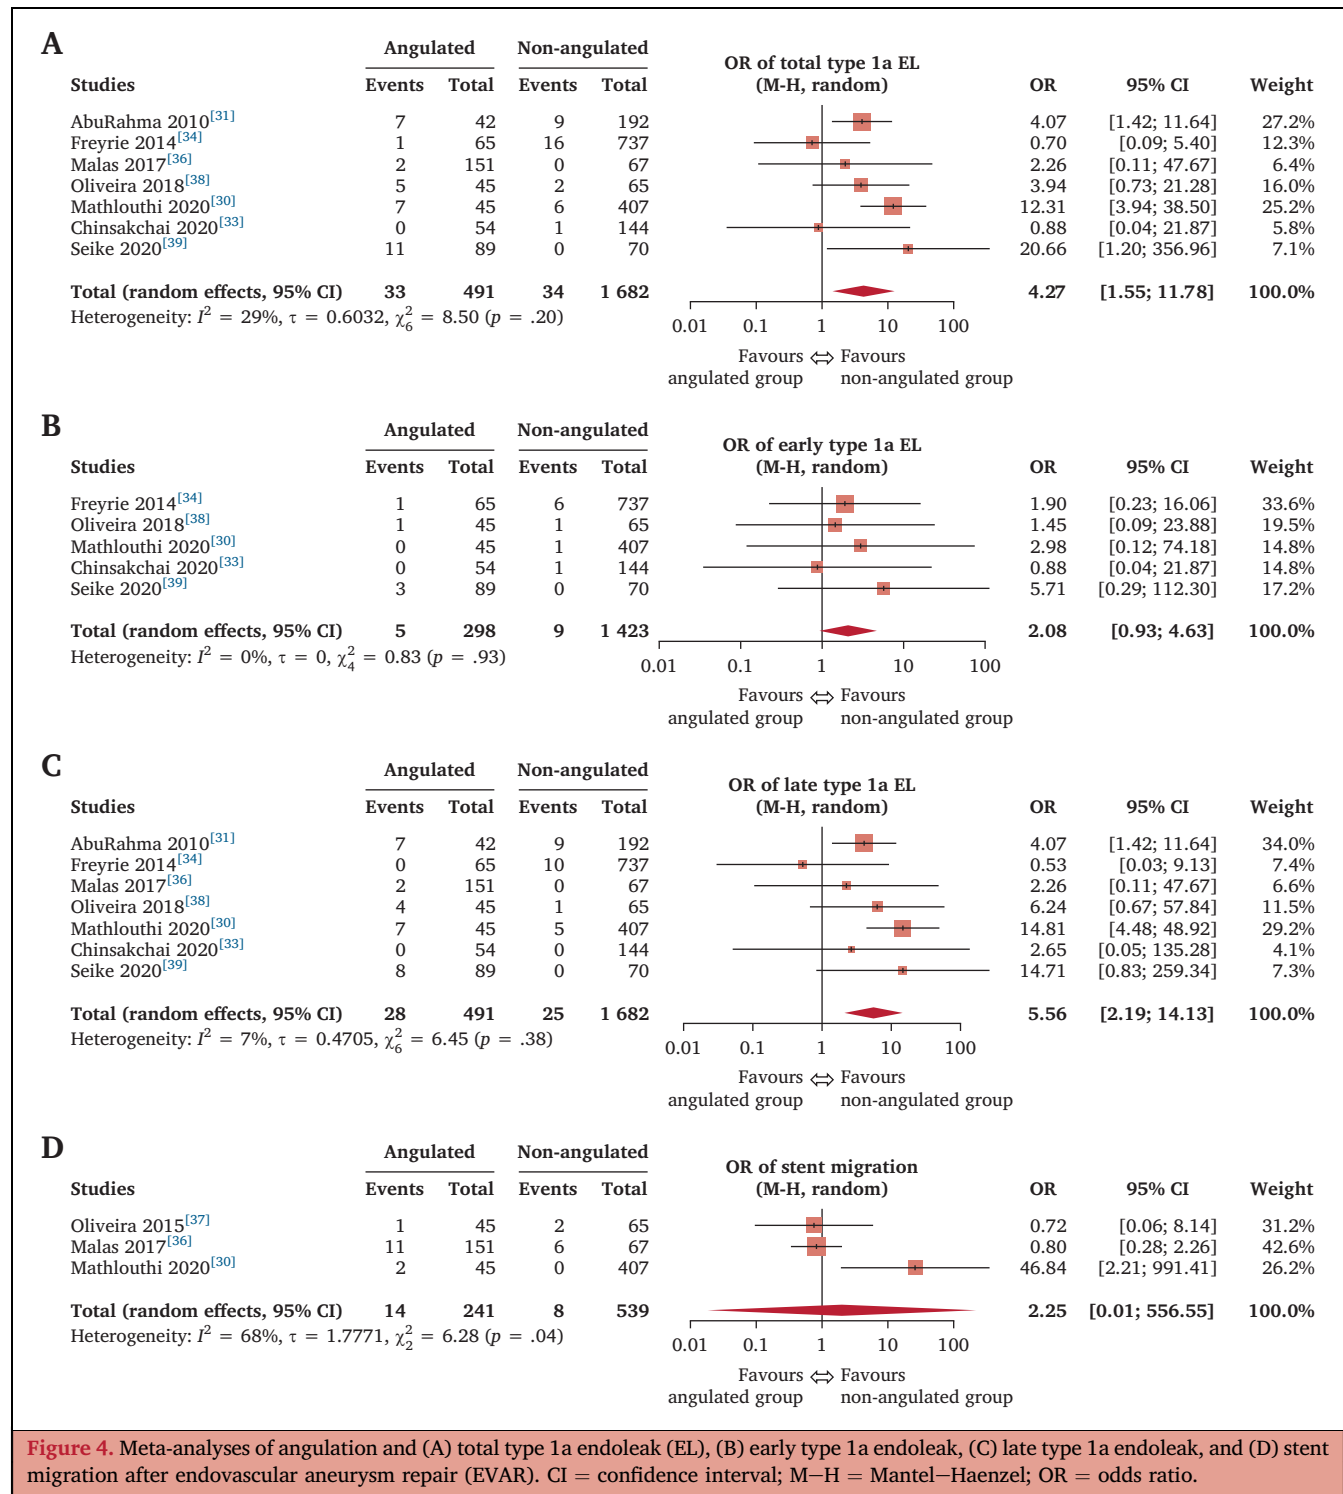 A
Angulated Non-angulated
OR of total type 1a EL
Studies Events Total Events Total (M-H, random) OR 95% CI Weight
AbuRahma 2010[31] 7 42 9 192 4.07 [1.42; 11.64] 27.2%
Freyrie 2014[34] 1 65 16 737 0.70 [0.09; 5.40] 12.3%
Malas 2017[36] 2 151 0 67 2.26 [0.11; 47.67] 6.4%
Oliveira 2018[38] 5 45 2 65 3.94 [0.73; 21.28] 16.0%
Mathlouthi 2020[30] 7 45 6 407 12.31 [3.94; 38.50] 25.2%
Chinsakchai 2020[33] 0 54 1 144 0.88 [0.04; 21.87] 5.8%
Seike 2020[39] 11 89 0 70 20.66 [1.20; 356.96] 7.1%
Total (random effects, 95% CI) 33 491 34 1 682 4.27 [1.55; 11.78] 100.0%
Heterogeneity: I² = 29%, τ = 0.6032, χ²₆ = 8.50 (p = .20)
0.01 0.1 1 10 100
Favours ⇔ Favours
angulated group non-angulated group
B
Angulated Non-angulated
OR of early type 1a EL
Studies Events Total Events Total (M-H, random) OR 95% CI Weight
Freyrie 2014[34] 1 65 6 737 1.90 [0.23; 16.06] 33.6%
Oliveira 2018[38] 1 45 1 65 1.45 [0.09; 23.88] 19.5%
Mathlouthi 2020[30] 0 45 1 407 2.98 [0.12; 74.18] 14.8%
Chinsakchai 2020[33] 0 54 1 144 0.88 [0.04; 21.87] 14.8%
Seike 2020[39] 3 89 0 70 5.71 [0.29; 112.30] 17.2%
Total (random effects, 95% CI) 5 298 9 1 423 2.08 [0.93; 4.63] 100.0%
Heterogeneity: I² = 0%, τ = 0, χ²₄ = 0.83 (p = .93)
0.01 0.1 1 10 100
Favours ⇔ Favours
angulated group non-angulated group
C
Angulated Non-angulated
OR of late type 1a EL
Studies Events Total Events Total (M-H, random) OR 95% CI Weight
AbuRahma 2010[31] 7 42 9 192 4.07 [1.42; 11.64] 34.0%
Freyrie 2014[34] 0 65 10 737 0.53 [0.03; 9.13] 7.4%
Malas 2017[36] 2 151 0 67 2.26 [0.11; 47.67] 6.6%
Oliveira 2018[38] 4 45 1 65 6.24 [0.67; 57.84] 11.5%
Mathlouthi 2020[30] 7 45 5 407 14.81 [4.48; 48.92] 29.2%
Chinsakchai 2020[33] 0 54 0 144 2.65 [0.05; 135.28] 4.1%
Seike 2020[39] 8 89 0 70 14.71 [0.83; 259.34] 7.3%
Total (random effects, 95% CI) 28 491 25 1 682 5.56 [2.19; 14.13] 100.0%
Heterogeneity: I² = 7%, τ = 0.4705, χ²₆ = 6.45 (p = .38)
0.01 0.1 1 10 100
Favours ⇔ Favours
angulated group non-angulated group
D
Angulated Non-angulated
OR of stent migration
Studies Events Total Events Total (M-H, random) OR 95% CI Weight
Oliveira 2015[37] 1 45 2 65 0.72 [0.06; 8.14] 31.2%
Malas 2017[36] 11 151 6 67 0.80 [0.28; 2.26] 42.6%
Mathlouthi 2020[30] 2 45 0 407 46.84 [2.21; 991.41] 26.2%
Total (random effects, 95% CI) 14 241 8 539 2.25 [0.01; 556.55] 100.0%
Heterogeneity: I² = 68%, τ = 1.7771, χ²₂ = 6.28 (p = .04)
0.01 0.1 1 10 100
Favours ⇔ Favours
angulated group non-angulated group
Figure 4. Meta-analyses of angulation and (A) total type 1a endoleak (EL), (B) early type 1a endoleak, (C) late type 1a endoleak, and (D) stent
migration after endovascular aneurysm repair (EVAR). CI = confidence interval; M–H = Mantel–Haenzel; OR = odds ratio.